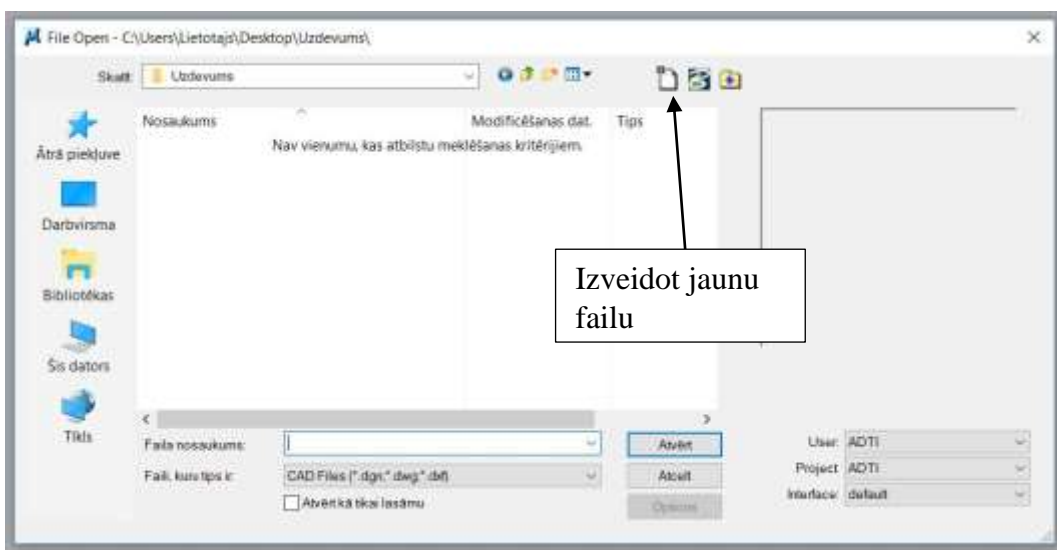 File Open - C:\Users\Lietotajs\Desktop\Uzdevums\
Skatīt: Uzdevums
Nosaukums Modificēšanas dat. Tips
Nav vienumu, kas atbilstu meklēšanas kritērijiem.
Ātrā piekļuve
Darbvirsma
Bibliotēkas
Šis dators
Tīkls
Izveidot jaunu
failu
Faila nosaukums: Atvērt
Faili, kuru tips ir: CAD Files (*.dgn;*.dwg;*.dxf) Atcelt
Atvērt kā tikai lasāmu Options
User: ADTI
Project: ADTI
Interface: default